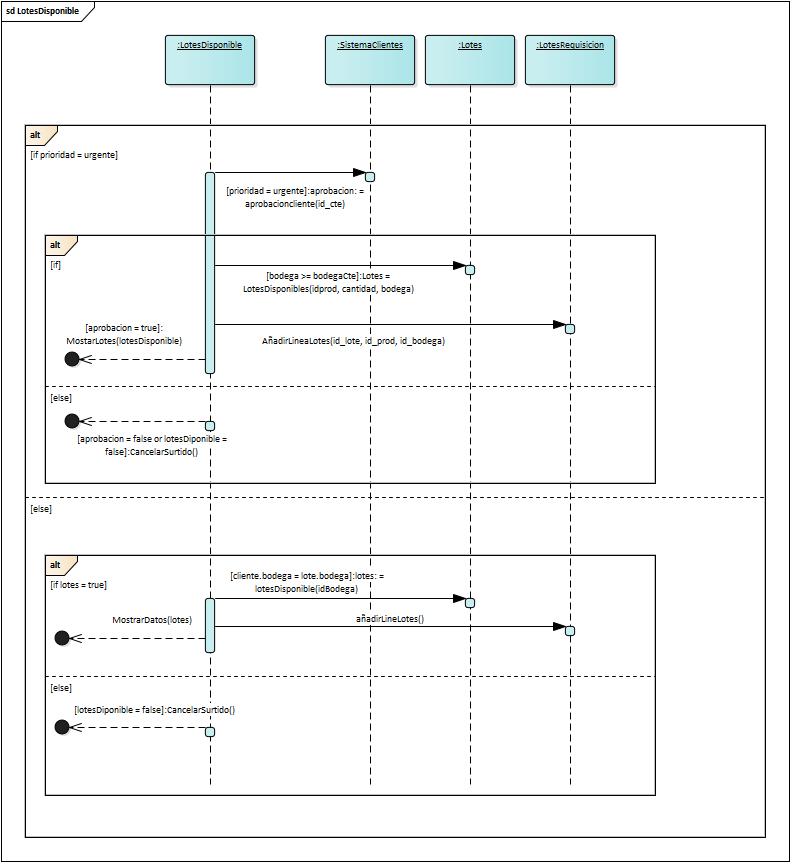 sd LotesDisponible
:LotesDisponible
:SistemaClientes
:Lotes
:LotesRequisicion
alt
[if prioridad = urgente]
[prioridad = urgente]:aprobacion: =
aprobacioncliente(id_cte)
alt
[if]
[bodega >= bodegaCte]:Lotes =
LotesDisponibles(idprod, cantidad, bodega)
[aprobacion = true]:
MostarLotes(lotesDisponible)
AñadirLineaLotes(id_lote, id_prod, id_bodega)
[else]
[aprobacion = false or lotesDiponible =
false]:CancelarSurtido()
[else]
alt
[if lotes = true]
[cliente.bodega = lote.bodega]:lotes: =
lotesDisponible(idBodega)
MostrarDatos(lotes)
añadirLineLotes()
[else]
[lotesDiponible = false]:CancelarSurtido()